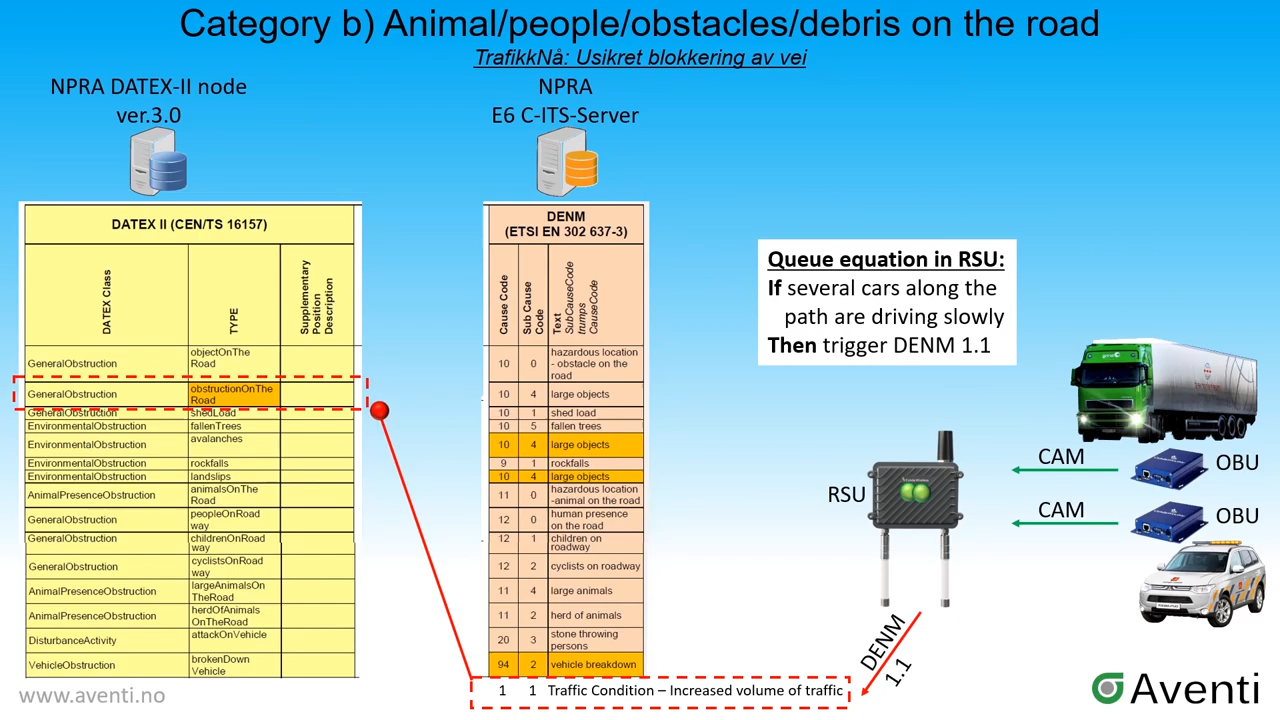 Category b) Animal/people/obstacles/debris on the road
TrafikkNå: Usikret blokkering av vei
NPRA DATEX-II node
ver.3.0
NPRA
E6 C-ITS-Server
DATEX II (CEN/TS 16157)
DATEX Class
TYPE
Supplementary
Position
Description
GeneralObstruction
objectOnThe
Road
GeneralObstruction
obstructionOnThe
Road
GeneralObstruction
shedLoad
EnvironmentalObstruction
fallenTrees
EnvironmentalObstruction
avalanches
EnvironmentalObstruction
rockfalls
EnvironmentalObstruction
landslips
AnimalPresenceObstruction
animalsOnThe
Road
GeneralObstruction
peopleOnRoad
way
GeneralObstruction
childrenOnRoad
way
GeneralObstruction
cyclistsOnRoad
way
AnimalPresenceObstruction
largeAnimalsOn
TheRoad
AnimalPresenceObstruction
herdOfAnimals
OnTheRoad
DisturbanceActivity
attackOnVehicle
VehicleObstruction
brokenDown
Vehicle
DENM
(ETSI EN 302 637-3)
Cause Code
Sub Cause
Code
Text
SubCauseCode
trumps
CauseCode
10 0 hazardous location
- obstacle on the
road
10 4 large objects
10 1 shed load
10 5 fallen trees
10 4 large objects
9 1 rockfalls
10 4 large objects
11 0 hazardous location
-animal on the road
12 0 human presence
on the road
12 1 children on
roadway
12 2 cyclists on roadway
11 4 large animals
11 2 herd of animals
20 3 stone throwing
persons
94 2 vehicle breakdown
1 1 Traffic Condition – Increased volume of traffic
Queue equation in RSU:
If several cars along the
path are driving slowly
Then trigger DENM 1.1
RSU
CAM
OBU
CAM
OBU
DENM
1.1
www.aventi.no
Aventi